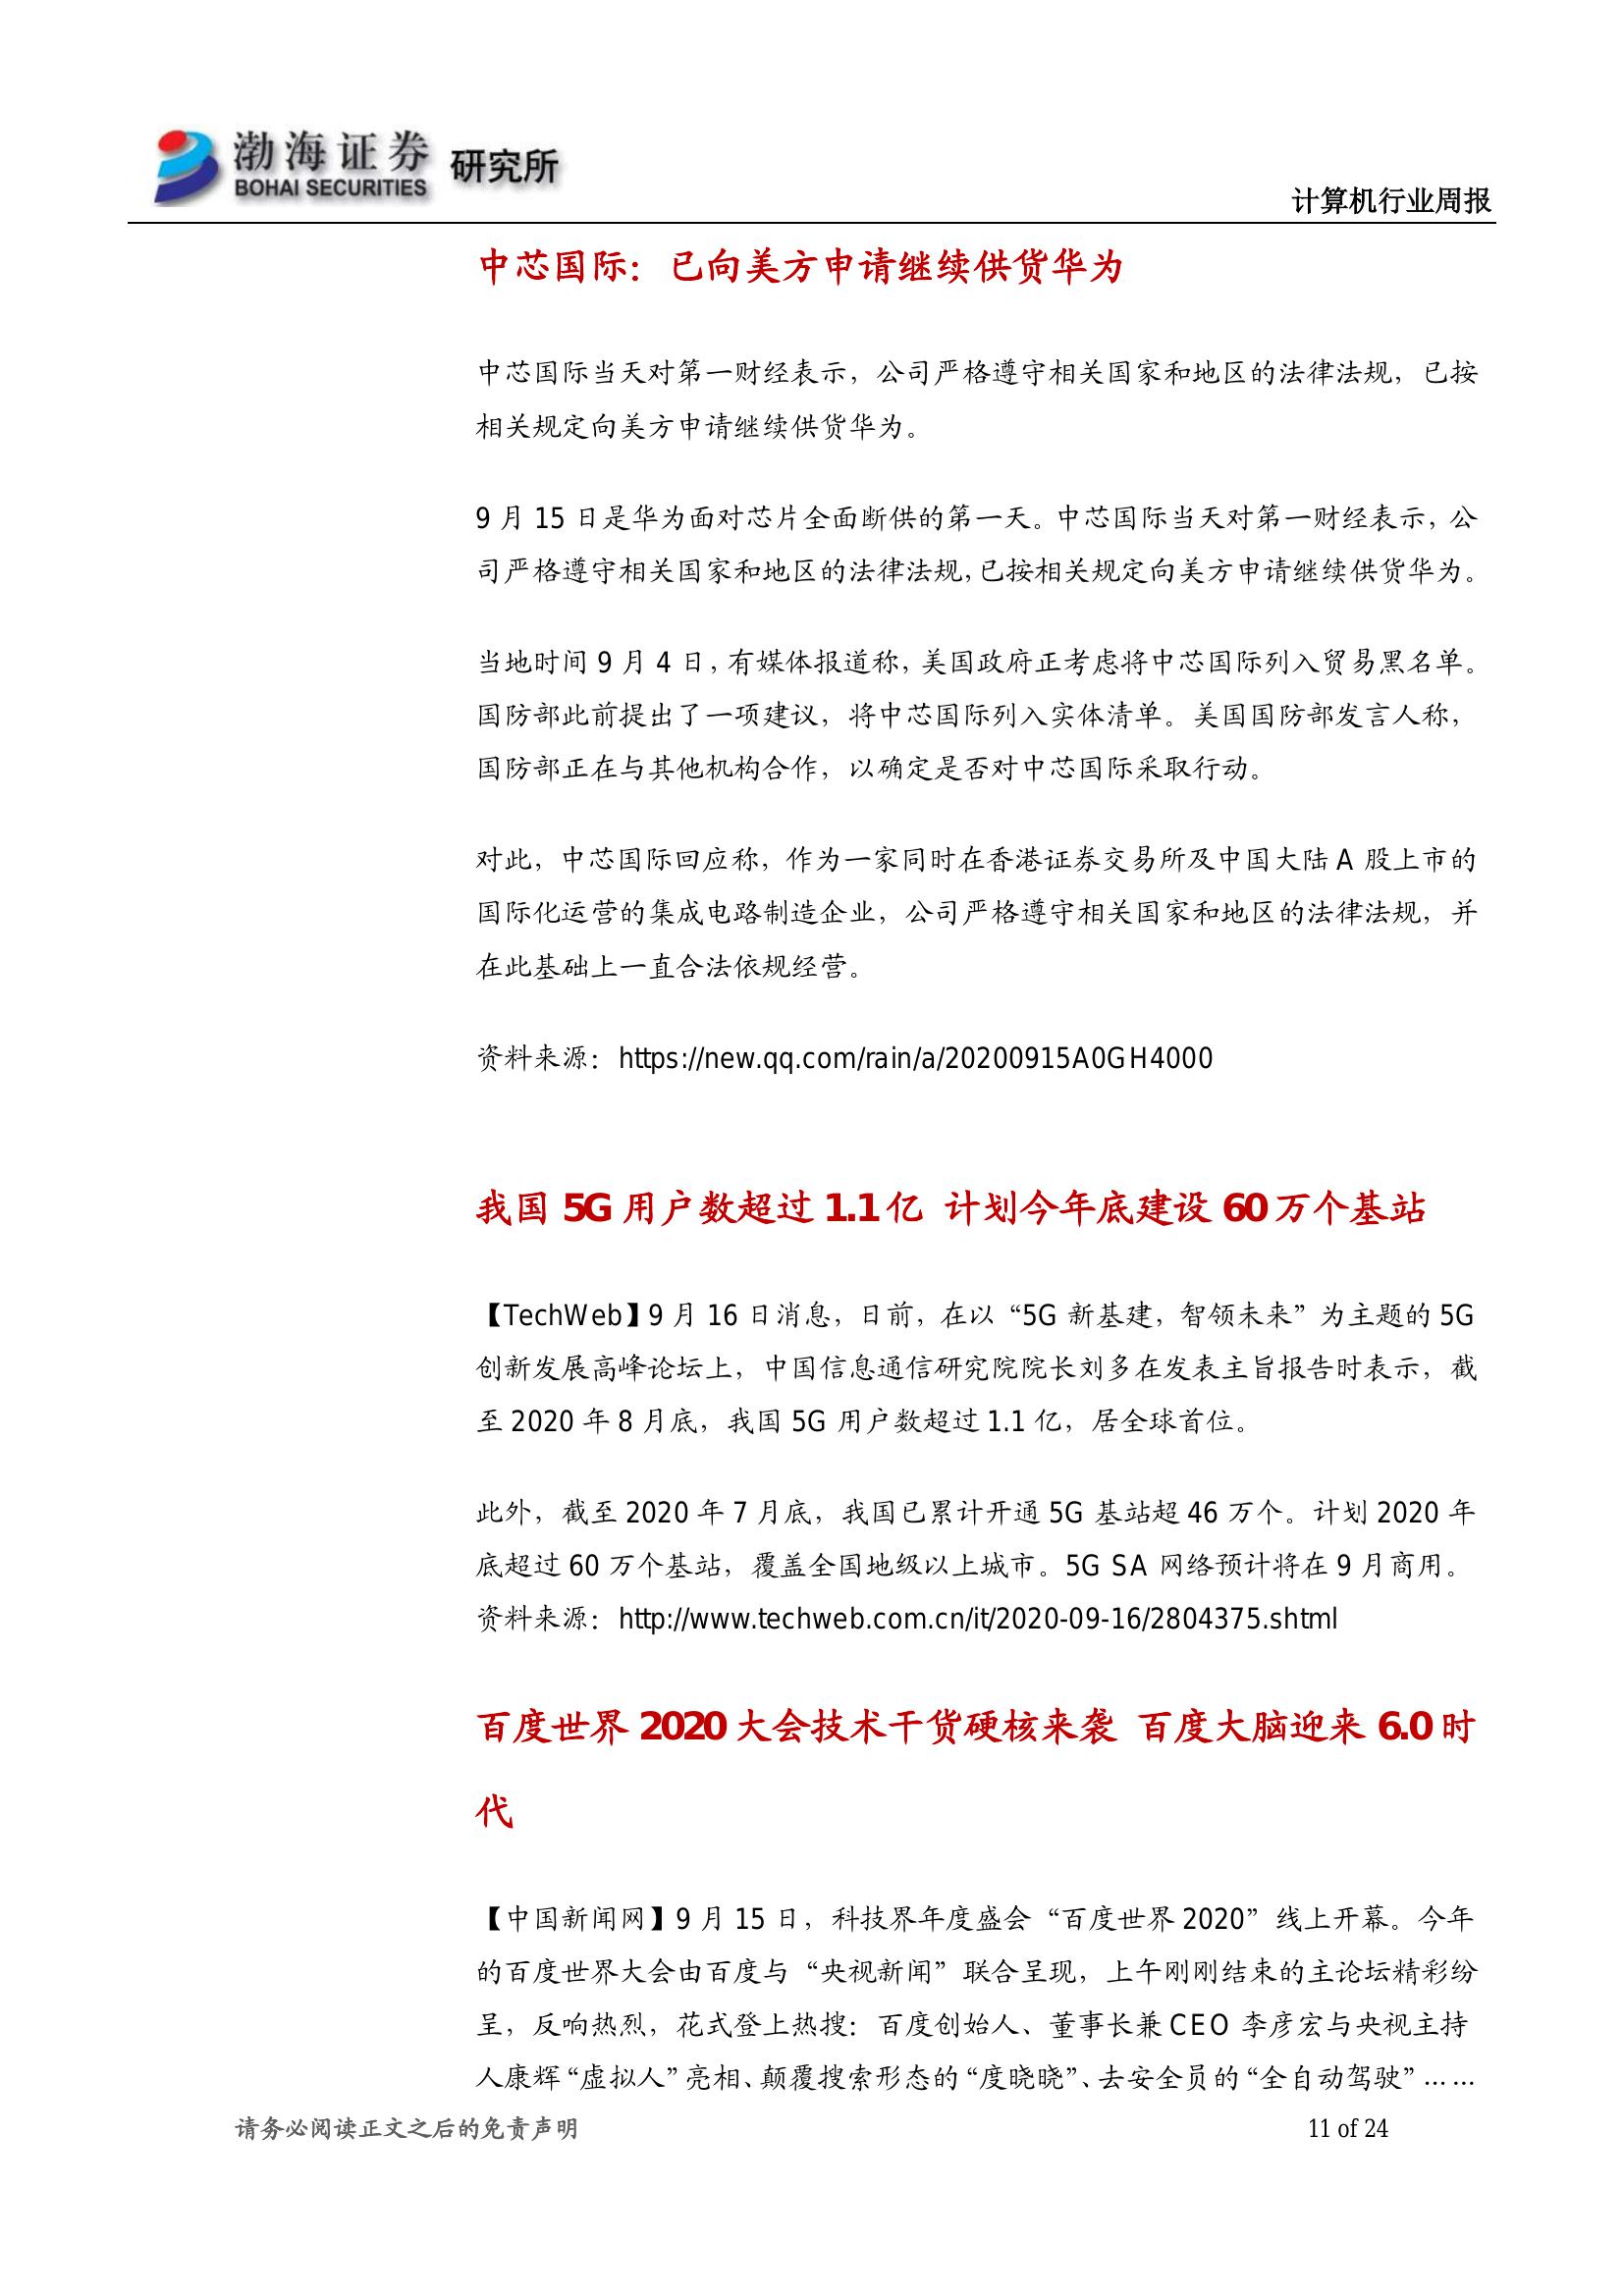 渤海证券
BOHAI SECURITIES
研究所
计算机行业周报
中芯国际：已向美方申请继续供货华为
中芯国际当天对第一财经表示，公司严格遵守相关国家和地区的法律法规，已按
相关规定向美方申请继续供货华为。
9 月 15 日是华为面对芯片全面断供的第一天。中芯国际当天对第一财经表示，公
司严格遵守相关国家和地区的法律法规，已按相关规定向美方申请继续供货华为。
当地时间 9 月 4 日，有媒体报道称，美国政府正考虑将中芯国际列入贸易黑名单。
国防部此前提出了一项建议，将中芯国际列入实体清单。美国国防部发言人称，
国防部正在与其他机构合作，以确定是否对中芯国际采取行动。
对此，中芯国际回应称，作为一家同时在香港证券交易所及中国大陆 A 股上市的
国际化运营的集成电路制造企业，公司严格遵守相关国家和地区的法律法规，并
在此基础上一直合法依规经营。
资料来源：https://new.qq.com/rain/a/20200915A0GH4000
我国 5G 用户数超过 1.1 亿 计划今年底建设 60 万个基站
【TechWeb】9 月 16 日消息，日前，在以“5G 新基建，智领未来”为主题的 5G
创新发展高峰论坛上，中国信息通信研究院院长刘多在发表主旨报告时表示，截
至 2020 年 8 月底，我国 5G 用户数超过 1.1 亿，居全球首位。
此外，截至 2020 年 7 月底，我国已累计开通 5G 基站超 46 万个。计划 2020 年
底超过 60 万个基站，覆盖全国地级以上城市。5G SA 网络预计将在 9 月商用。
资料来源：http://www.techweb.com.cn/it/2020-09-16/2804375.shtml
百度世界 2020 大会技术干货硬核来袭 百度大脑迎来 6.0 时
代
【中国新闻网】9 月 15 日，科技界年度盛会“百度世界 2020”线上开幕。今年
的百度世界大会由百度与“央视新闻”联合呈现，上午刚刚结束的主论坛精彩纷
呈，反响热烈，花式登上热搜：百度创始人、董事长兼 CEO 李彦宏与央视主持
人康辉“虚拟人”亮相、颠覆搜索形态的“度晓晓”、去安全员的“全自动驾驶”……
请务必阅读正文之后的免责声明
11 of 24